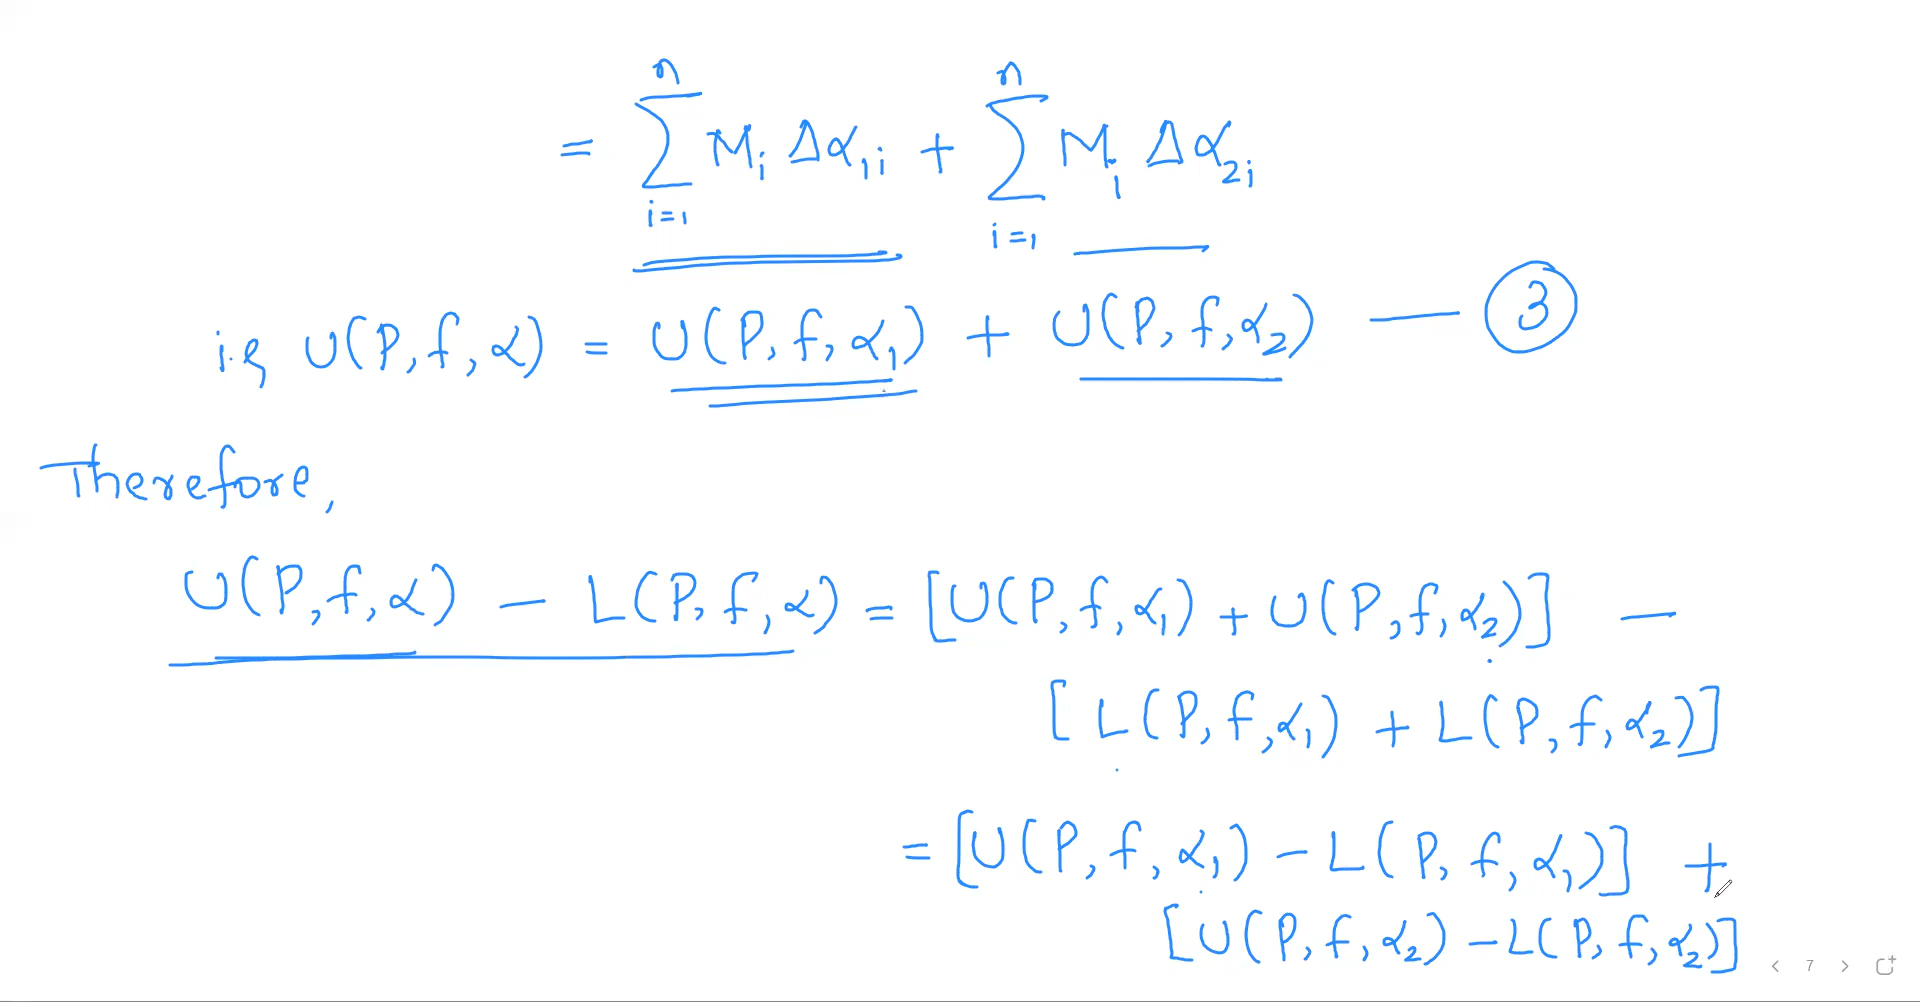 = ∑_{i=1}^{n} M_i Δα_{1i} + ∑_{i=1}^{n} M_i Δα_{2i}
i.e, U(P, f, α) = U(P, f, α_1) + U(P, f, α_2) — ③
Therefore,
U(P, f, α) – L(P, f, α) = [U(P, f, α_1) + U(P, f, α_2)] –
[L(P, f, α_1) + L(P, f, α_2)]
= [U(P, f, α_1) – L(P, f, α_1)] +
[U(P, f, α_2) – L(P, f, α_2)]
< 7 >